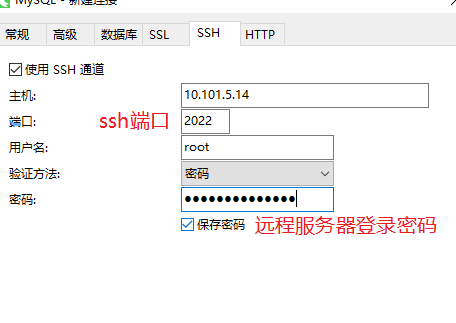 MySQL - 新建连接
常规 高级 数据库 SSL SSH HTTP
使用 SSH 通道
主机: 10.101.5.14
端口: ssh端口 2022
用户名: root
验证方法: 密码
密码: ●●●●●●●●●●●●●●
保存密码 远程服务器登录密码